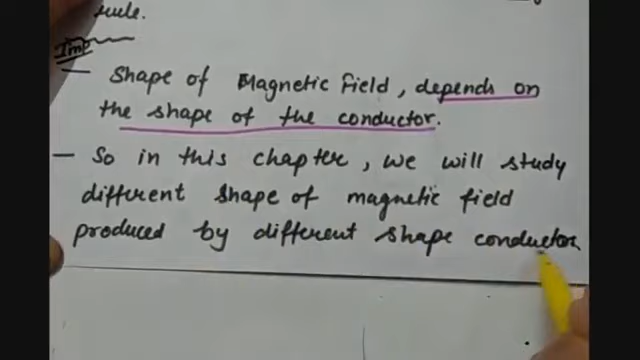 rule.
Imp
- Shape of Magnetic Field, depends on
the shape of the conductor.
- So in this chapter, we will study
different shape of magnetic field
produced by different shape conductor